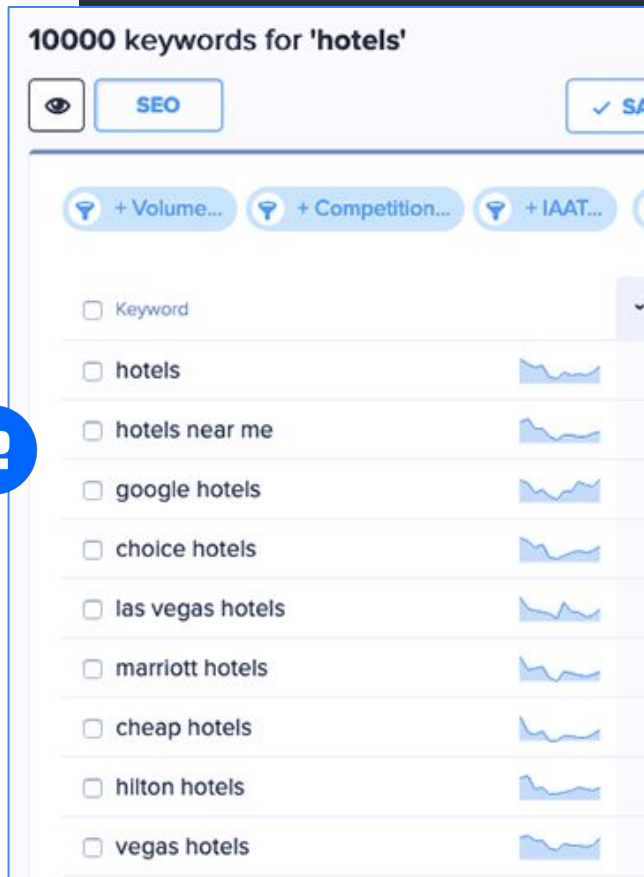 10000 keywords for 'hotels'
SEO
+ Volume... + Competition... + IAAT...
Keyword
hotels
hotels near me
google hotels
choice hotels
las vegas hotels
marriott hotels
cheap hotels
hilton hotels
vegas hotels